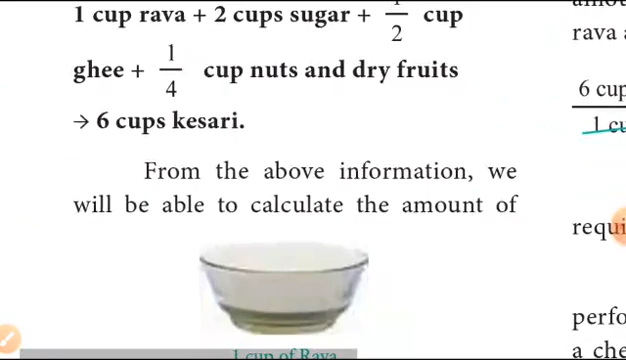 1 cup rava + 2 cups sugar + 1/2 cup
ghee + 1/4 cup nuts and dry fruits
→ 6 cups kesari.
From the above information, we
will be able to calculate the amount of
1 cup of Rava
rava
6 cup
1 cu
requi
perfo
a che